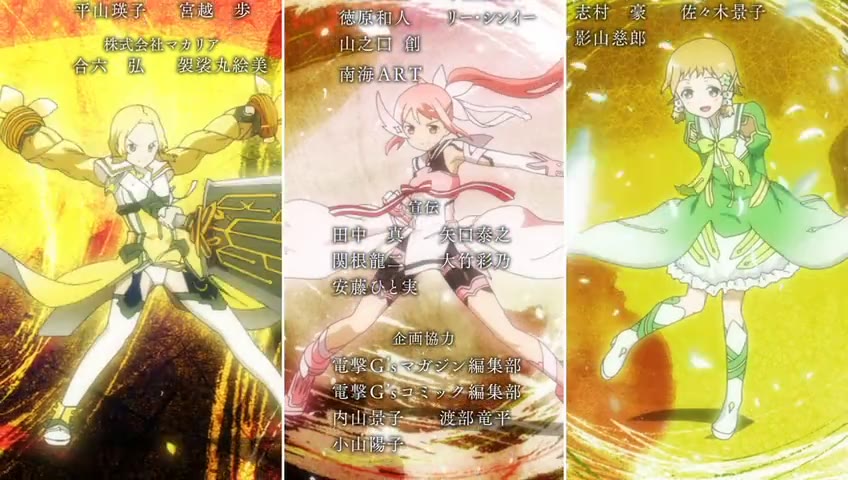 平山瑛子　宮越　歩
株式会社マカリア
合六　弘　袈裟丸絵美
徳原和人　リー・シンイー
山之口　創
南海ART
宣伝
田中　真　矢口泰之
関根龍二　大竹彩乃
安藤ひと実
企画協力
電撃G'sマガジン編集部
電撃G'sコミック編集部
内山景子　渡部竜平
小山陽子
志村　豪　佐々木景子
影山慈郎